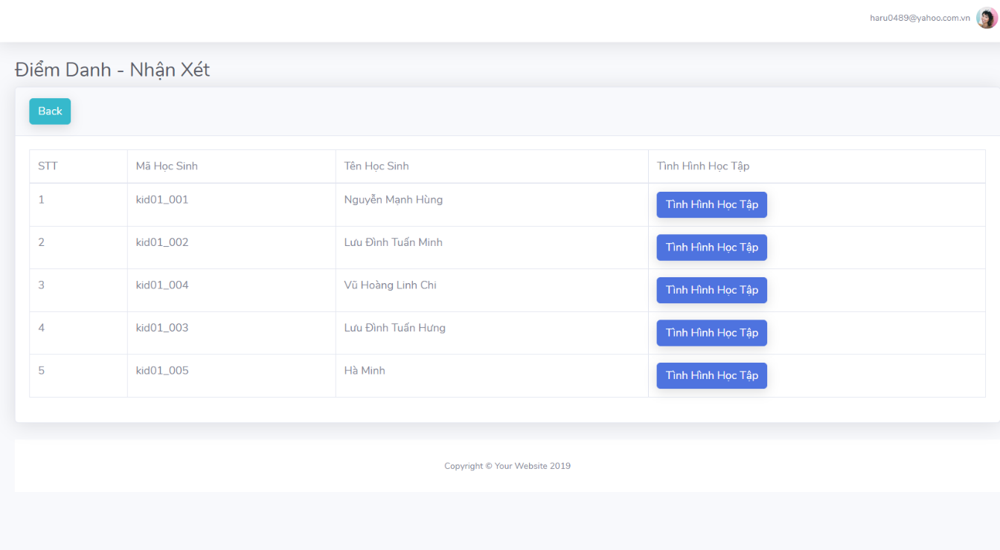 haru0489@yahoo.com.vn
Điểm Danh - Nhận Xét
Back
STT Mã Học Sinh Tên Học Sinh Tình Hình Học Tập
1 kid01_001 Nguyễn Mạnh Hùng Tình Hình Học Tập
2 kid01_002 Lưu Đình Tuấn Minh Tình Hình Học Tập
3 kid01_004 Vũ Hoàng Linh Chi Tình Hình Học Tập
4 kid01_003 Lưu Đình Tuấn Hưng Tình Hình Học Tập
5 kid01_005 Hà Minh Tình Hình Học Tập
Copyright © Your Website 2019